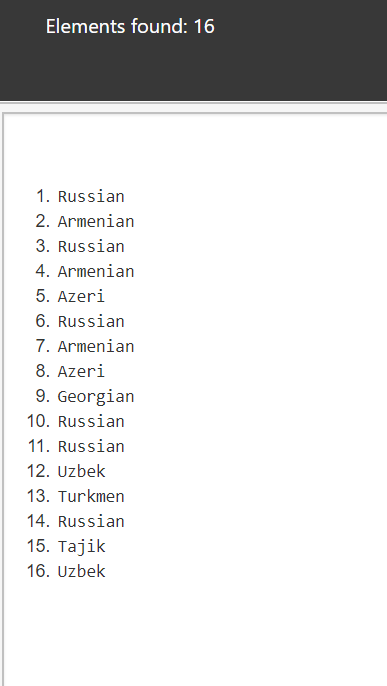 Elements found: 16
1. Russian
2. Armenian
3. Russian
4. Armenian
5. Azeri
6. Russian
7. Armenian
8. Azeri
9. Georgian
10. Russian
11. Russian
12. Uzbek
13. Turkmen
14. Russian
15. Tajik
16. Uzbek